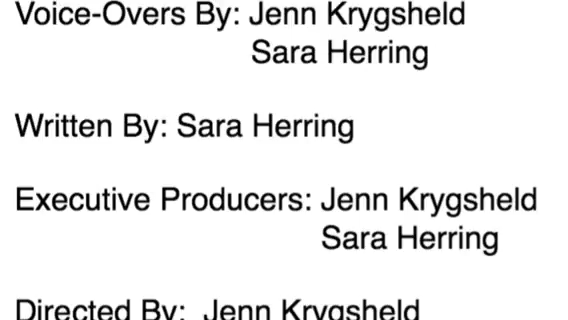 Voice-Overs By: Jenn Krygsheld
Sara Herring
Written By: Sara Herring
Executive Producers: Jenn Krygsheld
Sara Herring
Directed By: Jenn Krygsheld